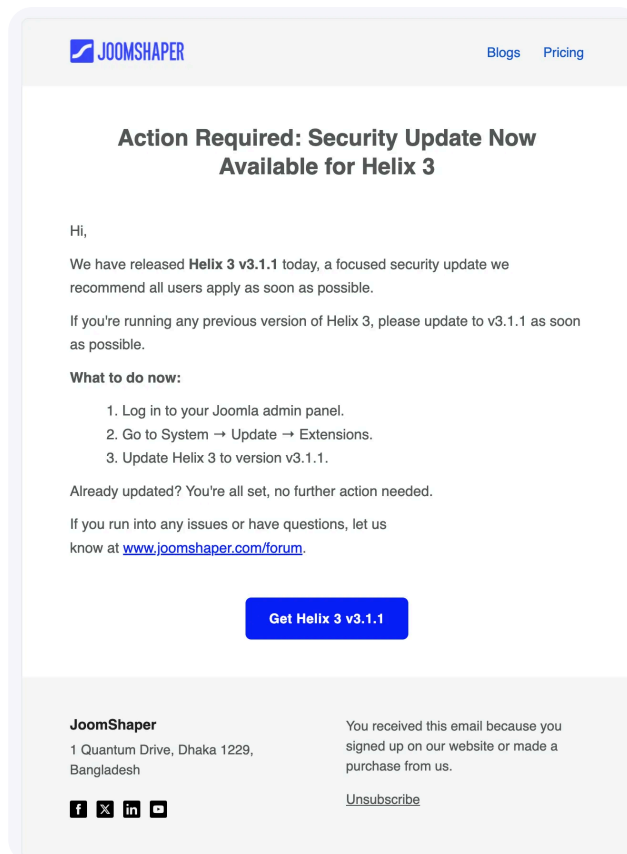 JOOMSHAPER
Blogs Pricing
Action Required: Security Update Now
Available for Helix 3
Hi,
We have released Helix 3 v3.1.1 today, a focused security update we
recommend all users apply as soon as possible.
If you're running any previous version of Helix 3, please update to v3.1.1 as soon
as possible.
What to do now:
1. Log in to your Joomla admin panel.
2. Go to System → Update → Extensions.
3. Update Helix 3 to version v3.1.1.
Already updated? You're all set, no further action needed.
If you run into any issues or have questions, let us
know at www.joomshaper.com/forum.
Get Helix 3 v3.1.1
JoomShaper
1 Quantum Drive, Dhaka 1229,
Bangladesh
You received this email because you
signed up on our website or made a
purchase from us.
Unsubscribe